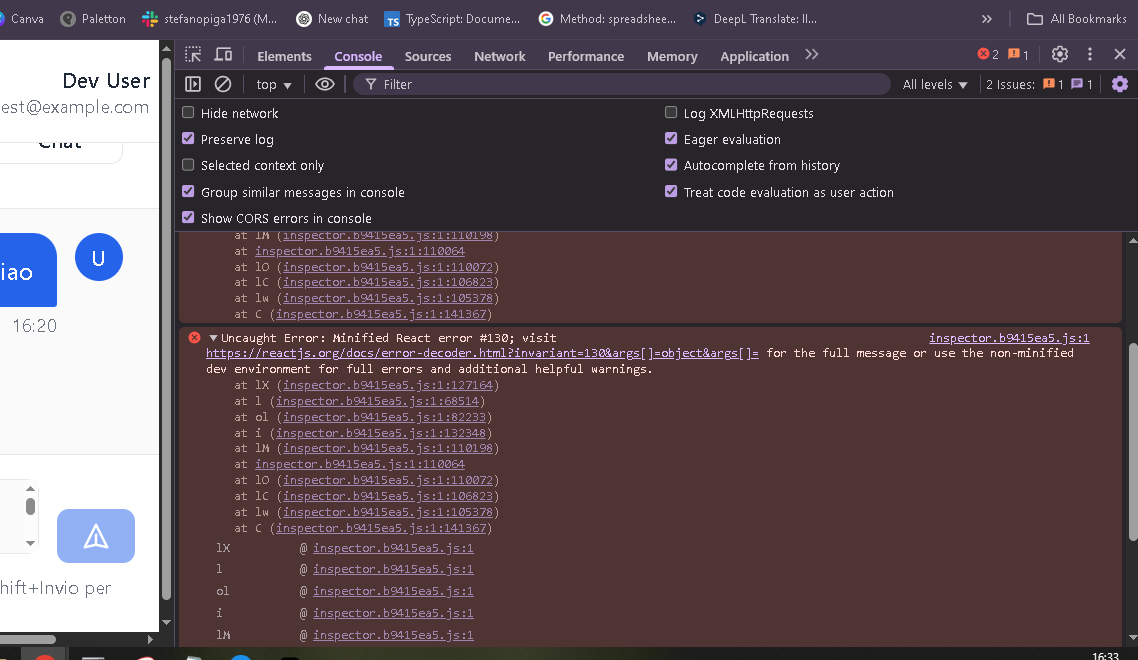 Canva
Paletton
stefanopiga1976 (M...
New chat
TypeScript: Docume...
Method: spreadshee...
DeepL Translate: Il...
»
All Bookmarks
Dev User
est@example.com
Chat
iao
U
16:20
hift+Invio per
Elements
Console
Sources
Network
Performance
Memory
Application
»
2
1
top ▼
Filter
All levels ▼
2 Issues:
1
1
Hide network
Log XMLHttpRequests
Preserve log
Eager evaluation
Selected context only
Autocomplete from history
Group similar messages in console
Treat code evaluation as user action
Show CORS errors in console
at lM (inspector.b9415ea5.js:1:110198)
at inspector.b9415ea5.js:1:110064
at lO (inspector.b9415ea5.js:1:110072)
at lC (inspector.b9415ea5.js:1:106823)
at lw (inspector.b9415ea5.js:1:105378)
at C (inspector.b9415ea5.js:1:141367)
▼Uncaught Error: Minified React error #130; visit
inspector.b9415ea5.js:1
https://reactjs.org/docs/error-decoder.html?invariant=130&args[]=object&args[]= for the full message or use the non-minified
dev environment for full errors and additional helpful warnings.
at lX (inspector.b9415ea5.js:1:127164)
at l (inspector.b9415ea5.js:1:68514)
at ol (inspector.b9415ea5.js:1:82233)
at i (inspector.b9415ea5.js:1:132348)
at lM (inspector.b9415ea5.js:1:110198)
at inspector.b9415ea5.js:1:110064
at lO (inspector.b9415ea5.js:1:110072)
at lC (inspector.b9415ea5.js:1:106823)
at lw (inspector.b9415ea5.js:1:105378)
at C (inspector.b9415ea5.js:1:141367)
lX @ inspector.b9415ea5.js:1
l @ inspector.b9415ea5.js:1
ol @ inspector.b9415ea5.js:1
i @ inspector.b9415ea5.js:1
lM @ inspector.b9415ea5.js:1
16:33